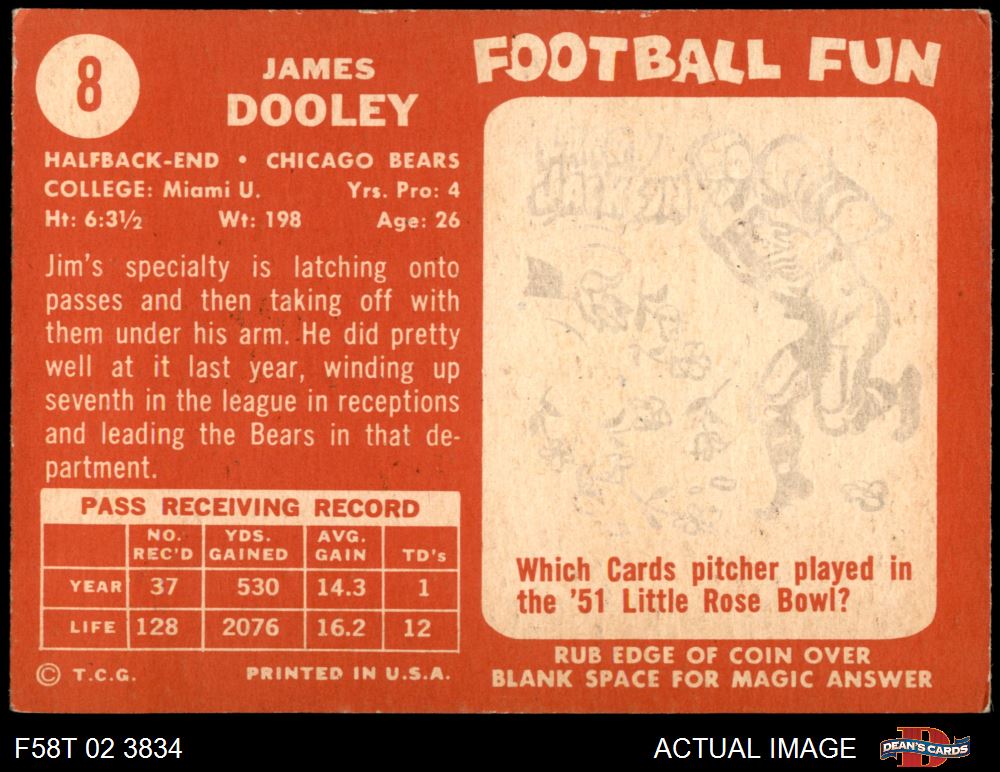 8
JAMES
DOOLEY
HALFBACK-END • CHICAGO BEARS
COLLEGE: Miami U. Yrs. Pro: 4
Ht: 6:3½ Wt: 198 Age: 26
Jim's specialty is latching onto
passes and then taking off with
them under his arm. He did pretty
well at it last year, winding up
seventh in the league in receptions
and leading the Bears in that de-
partment.
PASS RECEIVING RECORD
NO. REC'D YDS. GAINED AVG. GAIN TD's
YEAR 37 530 14.3 1
LIFE 128 2076 16.2 12
© T.C.G. PRINTED IN U.S.A.
FOOTBALL FUN
Which Cards pitcher played in
the '51 Little Rose Bowl?
RUB EDGE OF COIN OVER
BLANK SPACE FOR MAGIC ANSWER
F58T 02 3834
ACTUAL IMAGE
D
DEAN'S CARDS